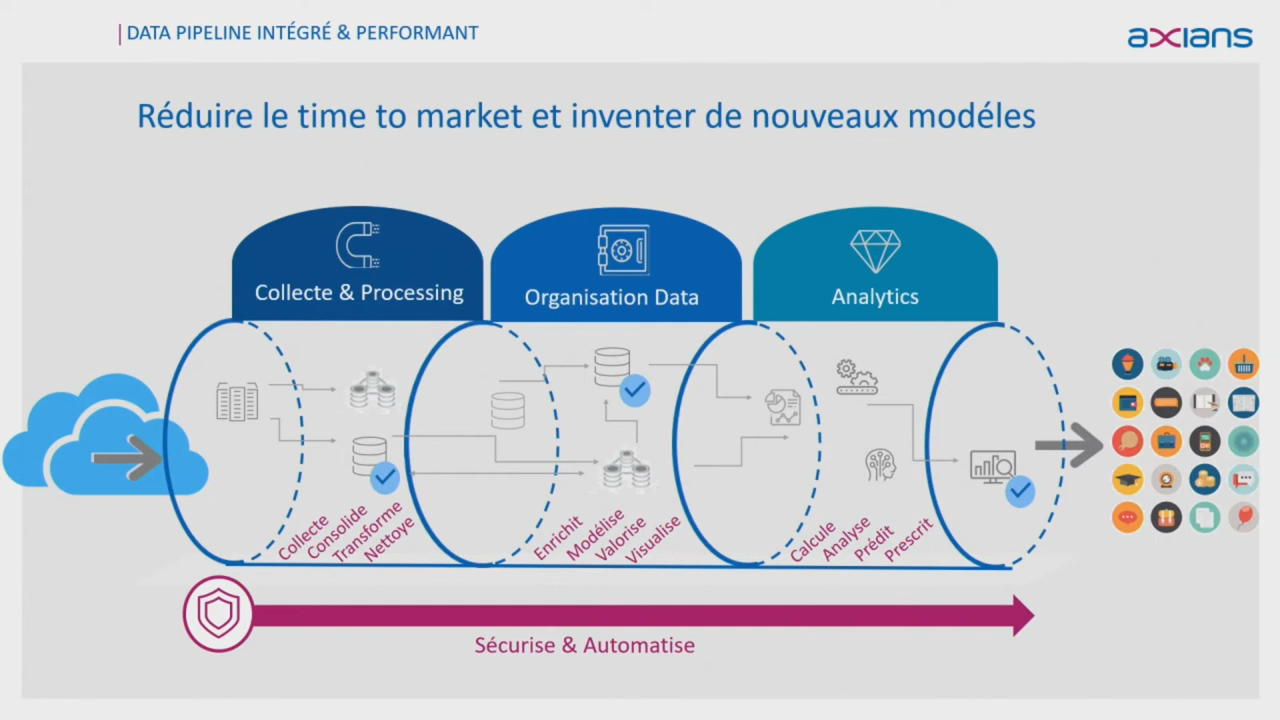 DATA PIPELINE INTÉGRÉ & PERFORMANT
axians
Réduire le time to market et inventer de nouveaux modéles
Collecte & Processing
Organisation Data
Analytics
Collecte
Consolide
Transforme
Nettoye
Enrichit
Modélise
Valorise
Visualise
Calcule
Analyse
Prédit
Prescrit
Sécurise & Automatise